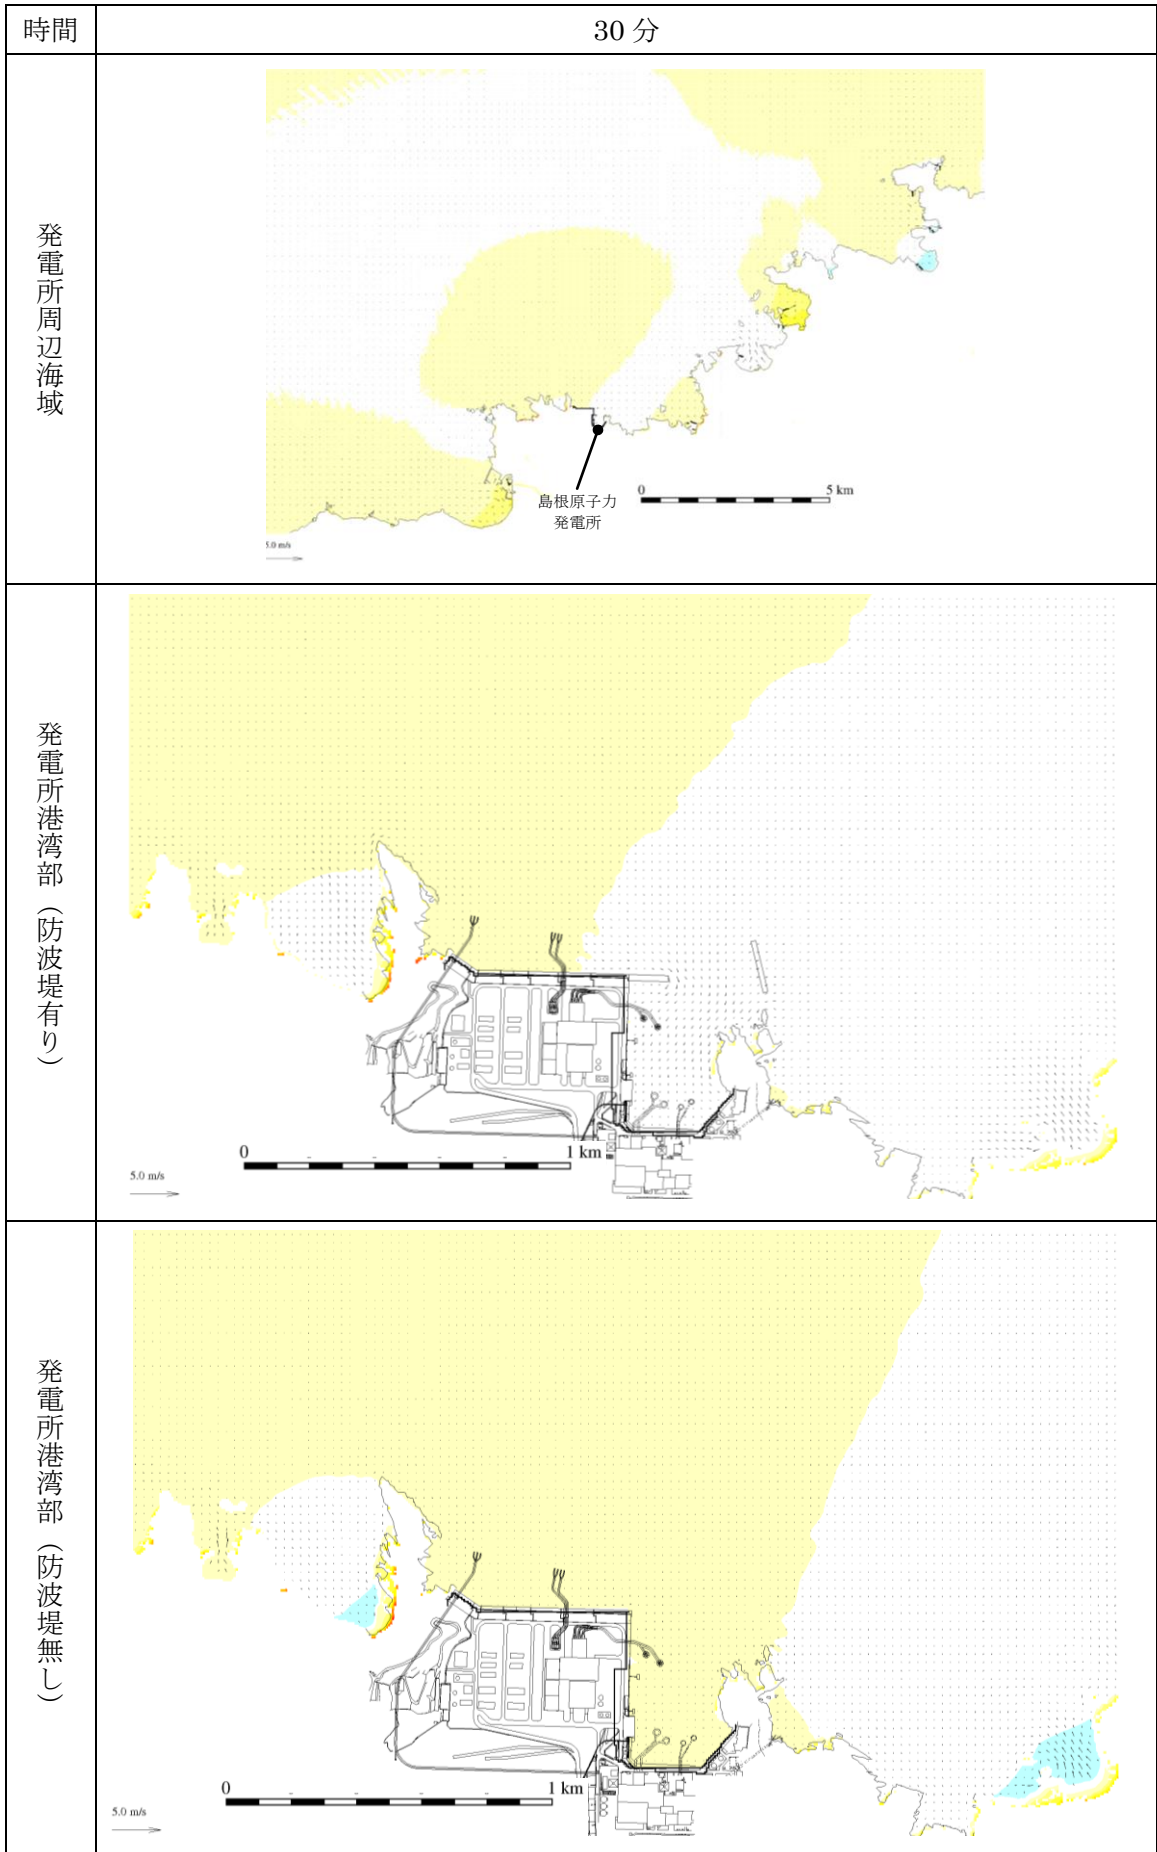 時間
30 分
発電所周辺海域
島根原子力
発電所
0
5 km
5.0 m/s
発電所港湾部（防波堤有り）
0
1 km
5.0 m/s
発電所港湾部（防波堤無し）
0
1 km
5.0 m/s